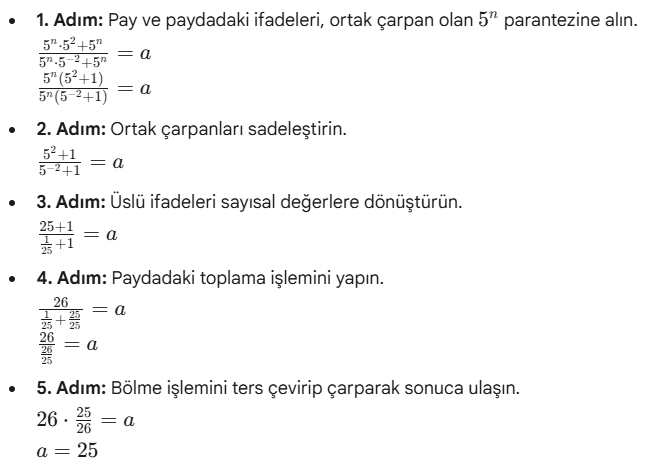 • 1. Adım: Pay ve paydadaki ifadeleri, ortak çarpan olan $5^n$ parantezine alın.
$\frac{5^n \cdot 5^2 + 5^n}{5^n \cdot 5^{-2} + 5^n} = a$
$\frac{5^n(5^2+1)}{5^n(5^{-2}+1)} = a$
• 2. Adım: Ortak çarpanları sadeleştirin.
$\frac{5^2+1}{5^{-2}+1} = a$
• 3. Adım: Üslü ifadeleri sayısal değerlere dönüştürün.
$\frac{25+1}{\frac{1}{25}+1} = a$
• 4. Adım: Paydadaki toplama işlemini yapın.
$\frac{26}{\frac{1}{25}+\frac{25}{25}} = a$
$\frac{26}{\frac{26}{25}} = a$
• 5. Adım: Bölme işlemini ters çevirip çarparak sonuca ulaşın.
$26 \cdot \frac{25}{26} = a$
$a = 25$